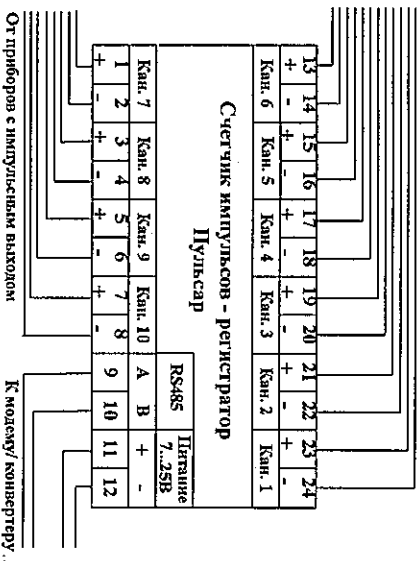 13 14 15 16 17 18 19 20 21 22 23 24
+ - + - + - + - + - + -
Кан. 6 Кан. 5 Кан. 4 Кан. 3 Кан. 2 Кан. 1
Счетчик импульсов - регистратор
Пульсар
RS485 Питание
7...25В
Кан. 7 Кан. 8 Кан. 9 Кан. 10 A B + -
+ - + - + - + -
1 2 3 4 5 6 7 8 9 10 11 12
От приборов с импульсным выходом К модему/ конвертеру...